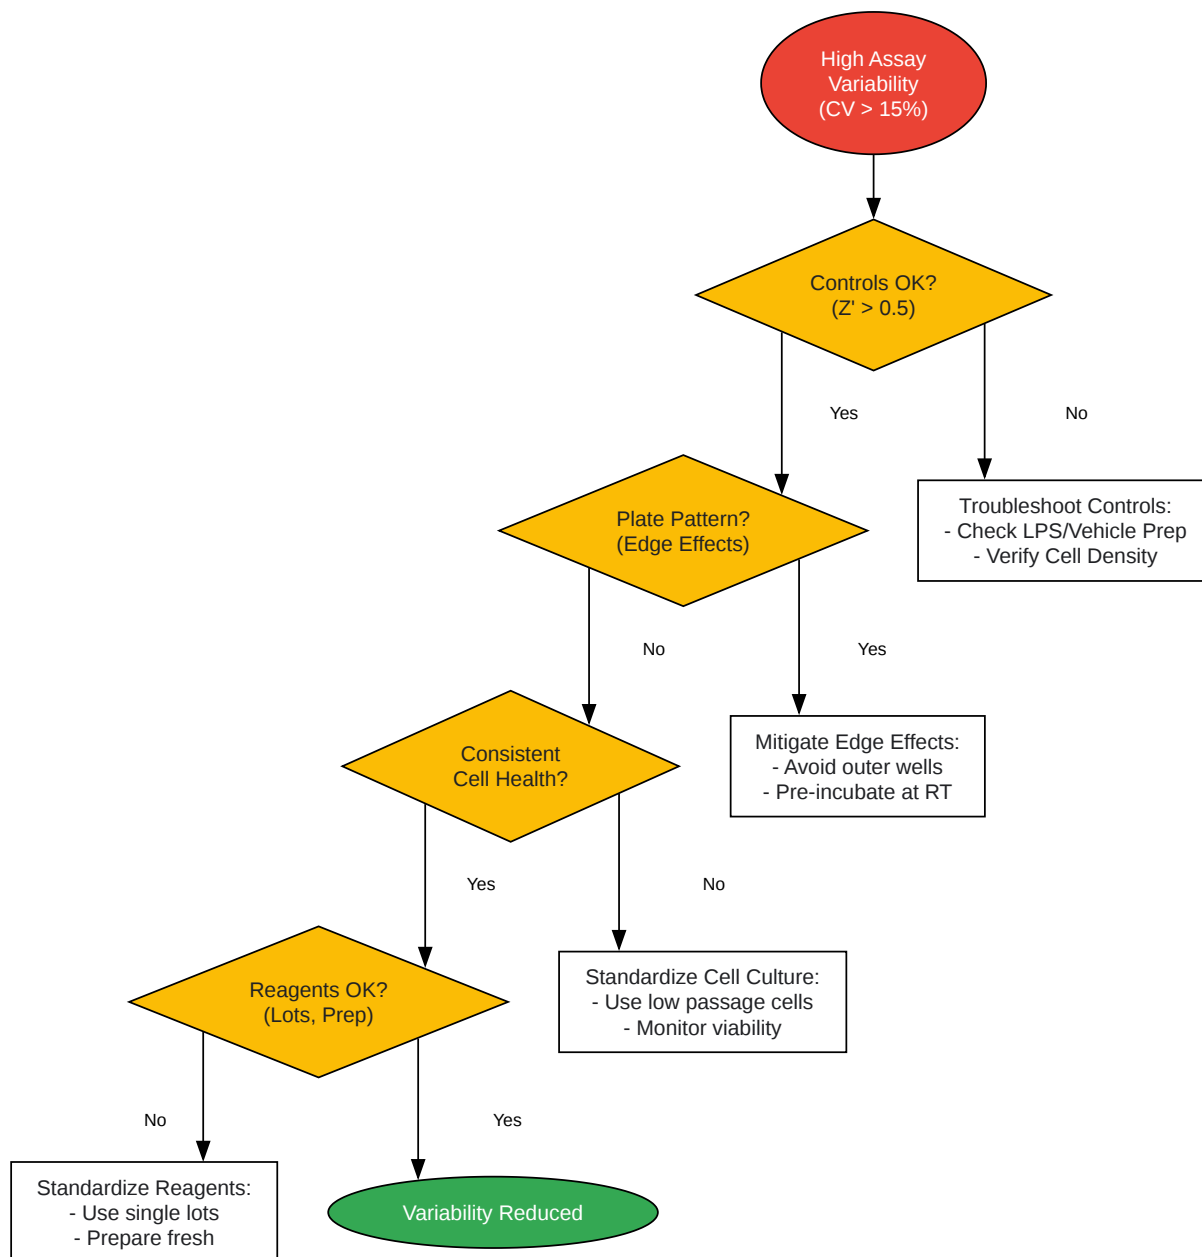 High Assay
Variability
(CV > 15%)
Controls OK?
(Z' > 0.5)
Yes
No
Plate Pattern?
(Edge Effects)
Troubleshoot Controls:
- Check LPS/Vehicle Prep
- Verify Cell Density
No
Yes
Consistent
Cell Health?
Mitigate Edge Effects:
- Avoid outer wells
- Pre-incubate at RT
Yes
No
Reagents OK?
(Lots, Prep)
Standardize Cell Culture:
- Use low passage cells
- Monitor viability
No
Yes
Standardize Reagents:
- Use single lots
- Prepare fresh
Variability Reduced